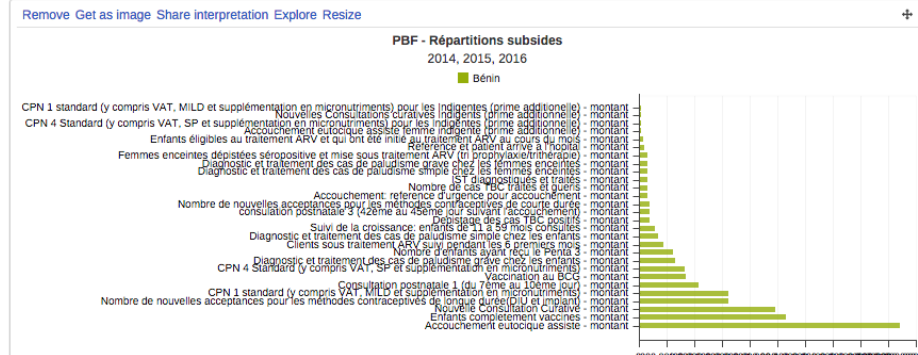 Remove Get as image Share interpretation Explore Resize
PBF - Répartitions subsides
2014, 2015, 2016
Bénin
CPN 1 standard (y compris VAT, MILD et supplémentation en micronutriments) pour les Indigentes (prime additionelle) - montant
Nouvelles Consultations curatives Indigents (prime additionelle) - montant
CPN 4 Standard (y compris VAT, SP et supplémentation en micronutriments) pour les Indigentes (prime additionelle) - montant
Accouchement eutocique assiste femme indigente (prime additionelle) - montant
Enfants éligibles au traitement ARV et qui ont été initié au traitement ARV au cours du mois - montant
Référence et patient arrivé à l'hôpital - montant
Femmes enceintes dépistées séropositive et mise sous traitement ARV (tri prophylaxie/trithérapie) - montant
Diagnostic et traitement des cas de paludisme grave chez les femmes enceintes - montant
Diagnostic et traitement des cas de paludisme simple chez les femmes enceintes - montant
IST diagnostiqués et traités - montant
Nombre de cas TBC traités et guéris - montant
Accouchement: reference d'urgence pour accouchement - montant
Nombre de nouvelles acceptances pour les méthodes contraceptives de courte durée - montant
consulation postnatale 3 (42ème au 45ème jour suivant l'accouchement) - montant
Dépistage des cas TBC positifs - montant
Suivi de la croissance: enfants de 11 a 59 mois consultés - montant
Diagnostic et traitement des cas de paludisme simple chez les enfants - montant
Clients sous traitement ARV suivi pendant les 6 premiers mois - montant
Nombre d'enfants ayant reçu le Penta 3 - montant
Diagnostic et traitement des cas de paludisme grave chez les enfants - montant
CPN 4 Standard (y compris VAT, SP et supplémentation en micronutriments) - montant
Vaccination au BCG - montant
Consultation postnatale 1 (du 7ème au 10ème jour) - montant
CPN 1 standard (y compris VAT, MILD et supplémentation en micronutriments) - montant
Nombre de nouvelles acceptances pour les méthodes contraceptives de longue durée(DIU et implant) - montant
Nouvelle Consultation Curative - montant
Enfants completement vaccines - montant
Accouchement eutocique assiste - montant